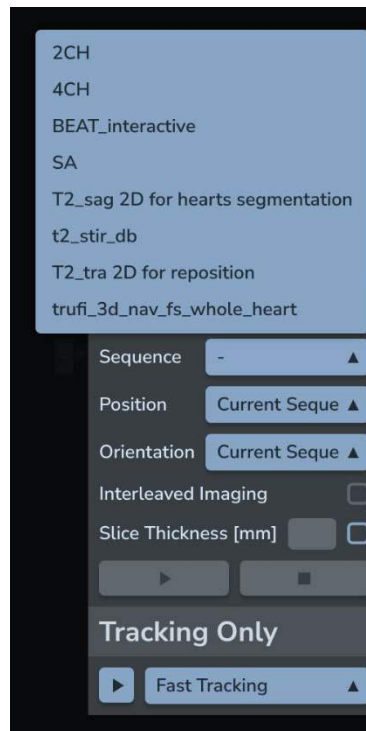 2CH
4CH
BEAT_interactive
SA
T2_sag 2D for hearts segmentation
t2_stir_db
T2_tra 2D for reposition
trufi_3d_nav_fs_whole_heart
Sequence -
Position Current Seque
Orientation Current Seque
Interleaved Imaging
Slice Thickness [mm]
Tracking Only
Fast Tracking